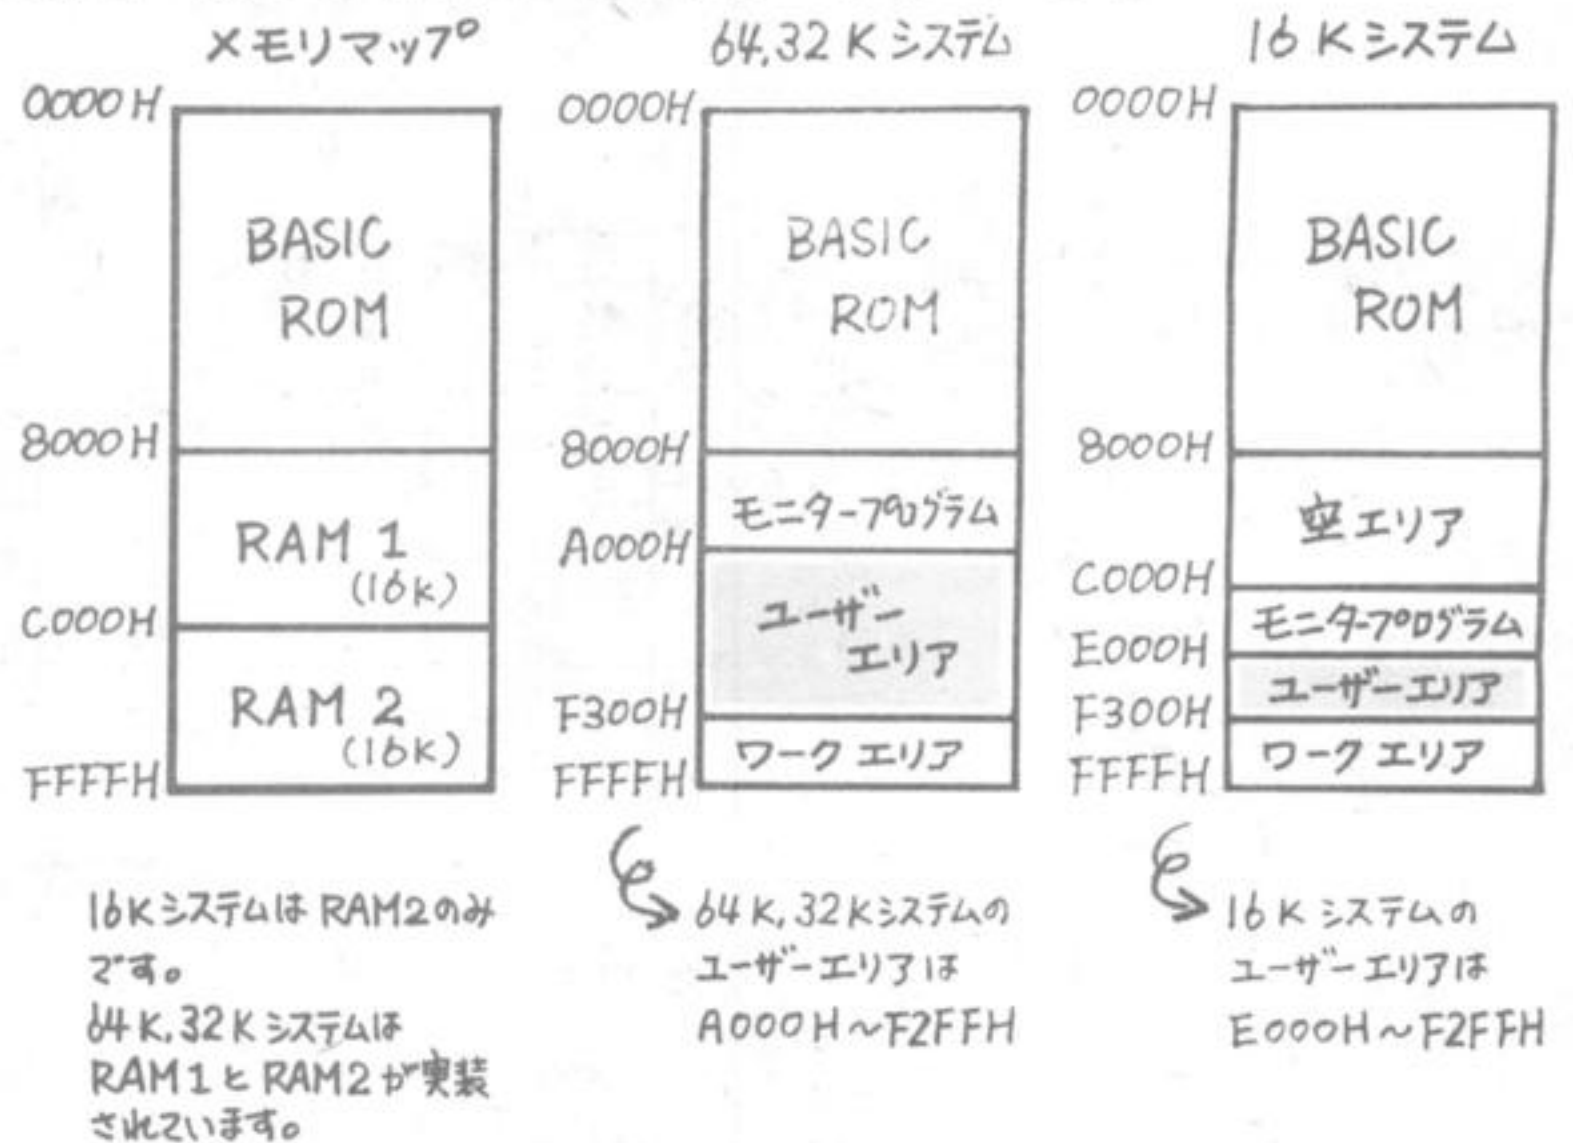 メモリマップ
0000H
BASIC
ROM
8000H
RAM 1
(16K)
C000H
RAM 2
(16K)
FFFFH
16KシステムはRAM2のみ
です。
64K,32Kシステムは
RAM1とRAM2が実装
されています。
64,32Kシステム
0000H
BASIC
ROM
8000H
モニタープログラム
A000H
ユーザー
エリア
F300H
ワークエリア
FFFFH
64K,32Kシステムの
ユーザーエリアは
A000H~F2FFH
16Kシステム
0000H
BASIC
ROM
8000H
空エリア
C000H
モニタープログラム
E000H
ユーザーエリア
F300H
ワークエリア
FFFFH
16Kシステムの
ユーザーエリアは
E000H~F2FFH